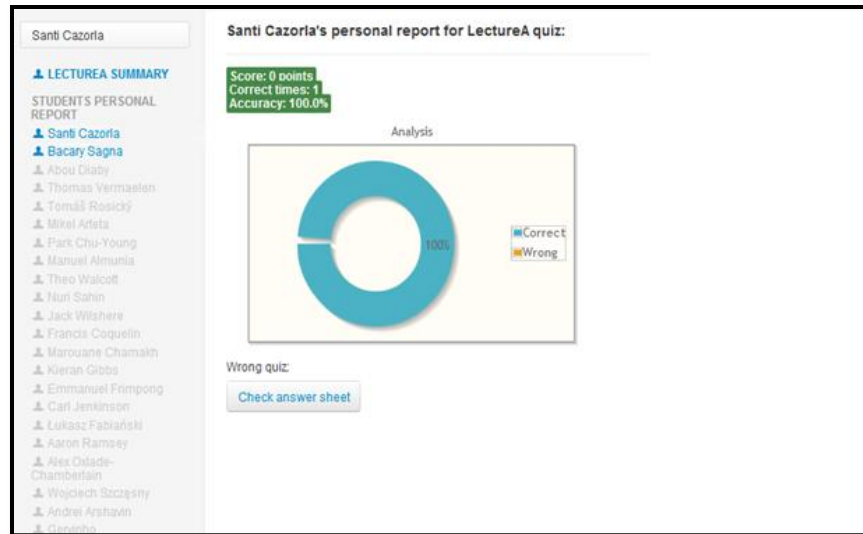 Santi Cazorla
LECTUREA SUMMARY
STUDENTS PERSONAL
REPORT
Santi Cazorla
Bacary Sagna
Abou Diaby
Thomas Vermaelen
Tomáš Rosický
Mikel Arteta
Park Chu-Young
Manuel Almunia
Theo Walcott
Nuri Sahin
Jack Wilshere
Francis Coquelin
Marouane Chamakh
Kieran Gibbs
Emmanuel Frimpong
Carl Jenkinson
Łukasz Fabiański
Aaron Ramsey
Alex Oxlade-
Chamberlain
Wojciech Szczęsny
Andrei Arshavin
Gervinho
Santi Cazorla's personal report for LectureA quiz:
Score: 0 points
Correct times: 1
Accuracy: 100.0%
Analysis
100%
Correct
Wrong
Wrong quiz:
Check answer sheet